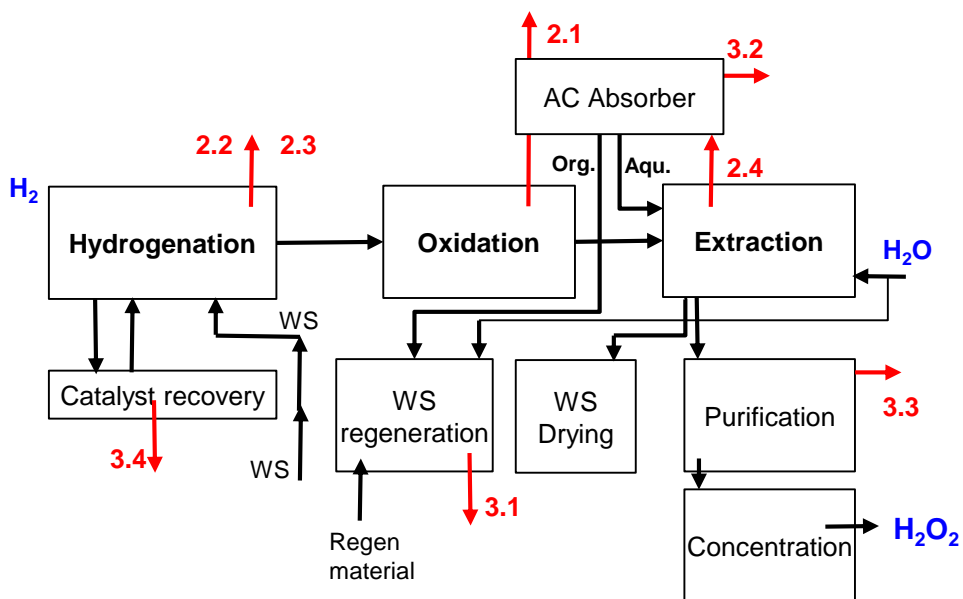 2.1
3.2
AC Absorber
2.2 2.3
Org. Aqu. 2.4
H₂
Hydrogenation
Oxidation
Extraction
H₂O
WS
Catalyst recovery
WS
regeneration
WS
Drying
Purification
3.3
3.4
WS
3.1
Regen
material
Concentration
H₂O₂